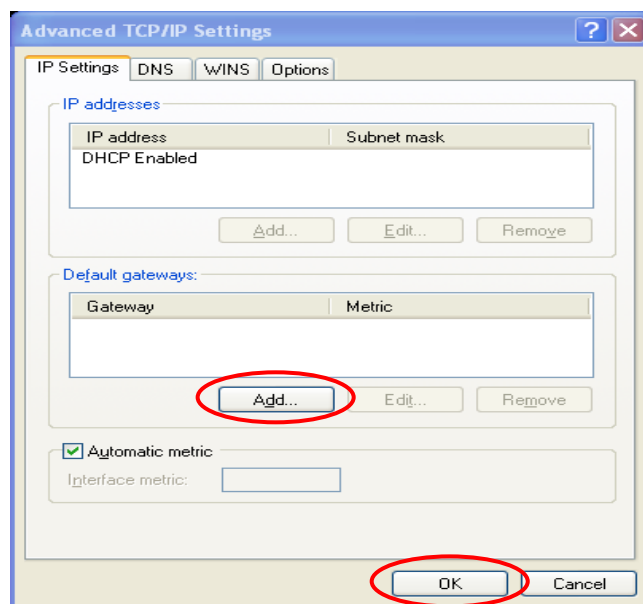 Advanced TCP/IP Settings
IP Settings DNS WINS Options
IP addresses
IP address Subnet mask
DHCP Enabled
Add... Edit... Remove
Default gateways:
Gateway Metric
Add... Edit... Remove
Automatic metric
Interface metric:
OK Cancel